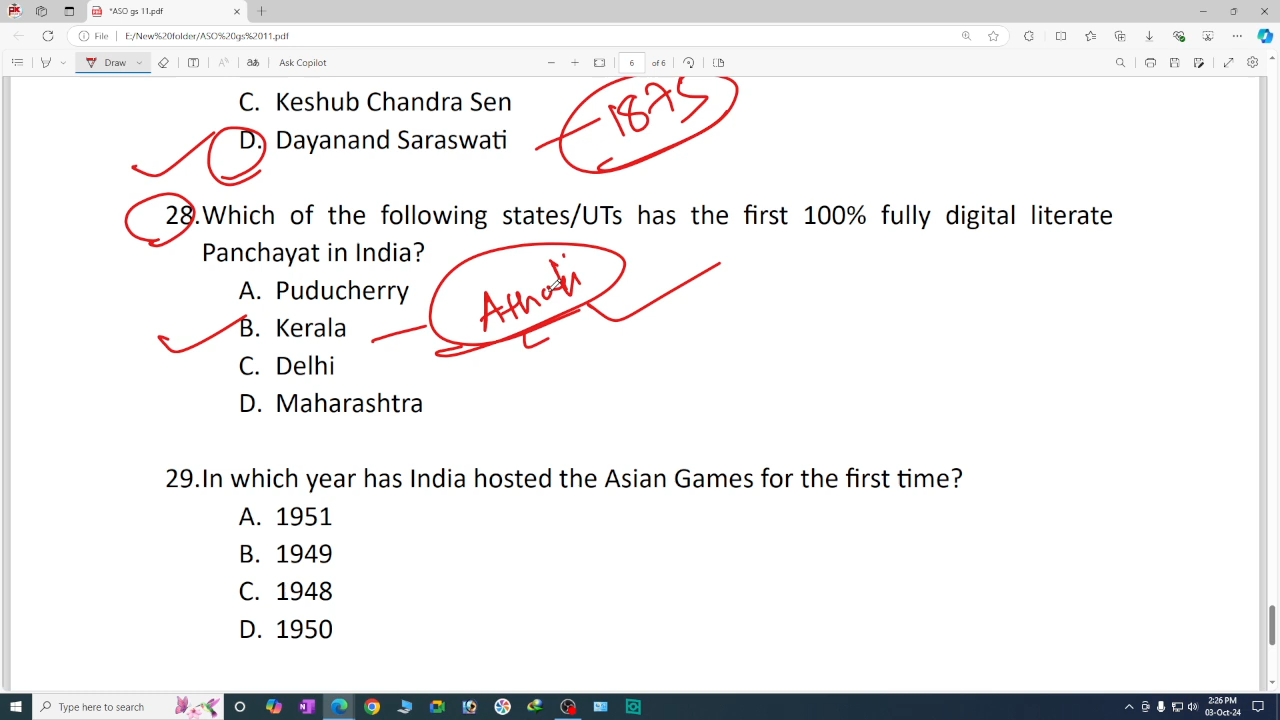 *ASO gs 11.pdf
File
E:/New%20folder/ASO%20gs%2011.pdf
Draw
Ask Copilot
6 of 6
C. Keshub Chandra Sen
1875
D. Dayanand Saraswati
28.Which of the following states/UTs has the first 100% fully digital literate
Panchayat in India?
A. Puducherry
Atholi
B. Kerala
C. Delhi
D. Maharashtra
29.In which year has India hosted the Asian Games for the first time?
A. 1951
B. 1949
C. 1948
D. 1950
Type here to search
2:26 PM
03-Oct-24